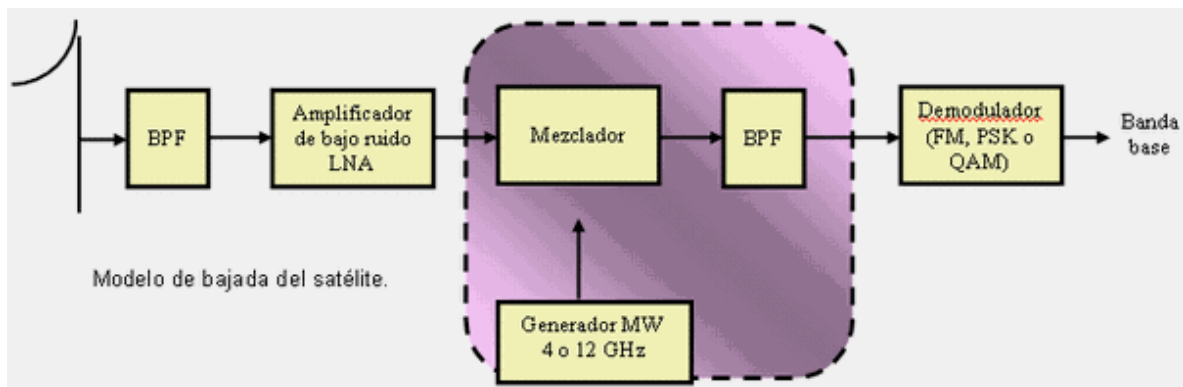 BPF
Amplificador
de bajo ruido
LNA
Mezclador
BPF
Demodulador
(FM, PSK o
QAM)
Banda
base
Modelo de bajada del satélite.
Generador MW
4 o 12 GHz